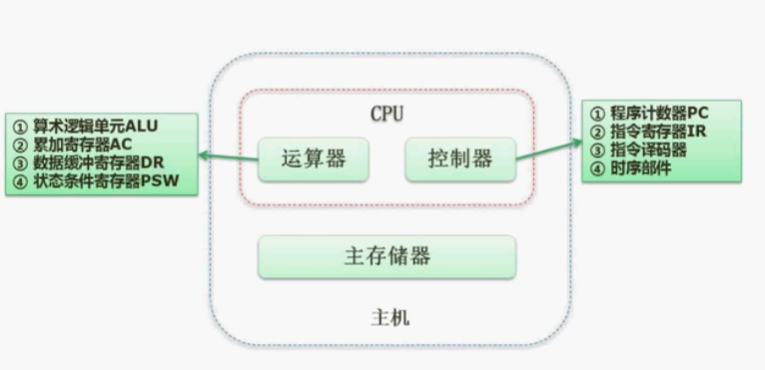 CPU
① 算术逻辑单元ALU
② 累加寄存器AC
③ 数据缓冲寄存器DR
④ 状态条件寄存器PSW
运算器
控制器
① 程序计数器PC
② 指令寄存器IR
③ 指令译码器
④ 时序部件
主存储器
主机